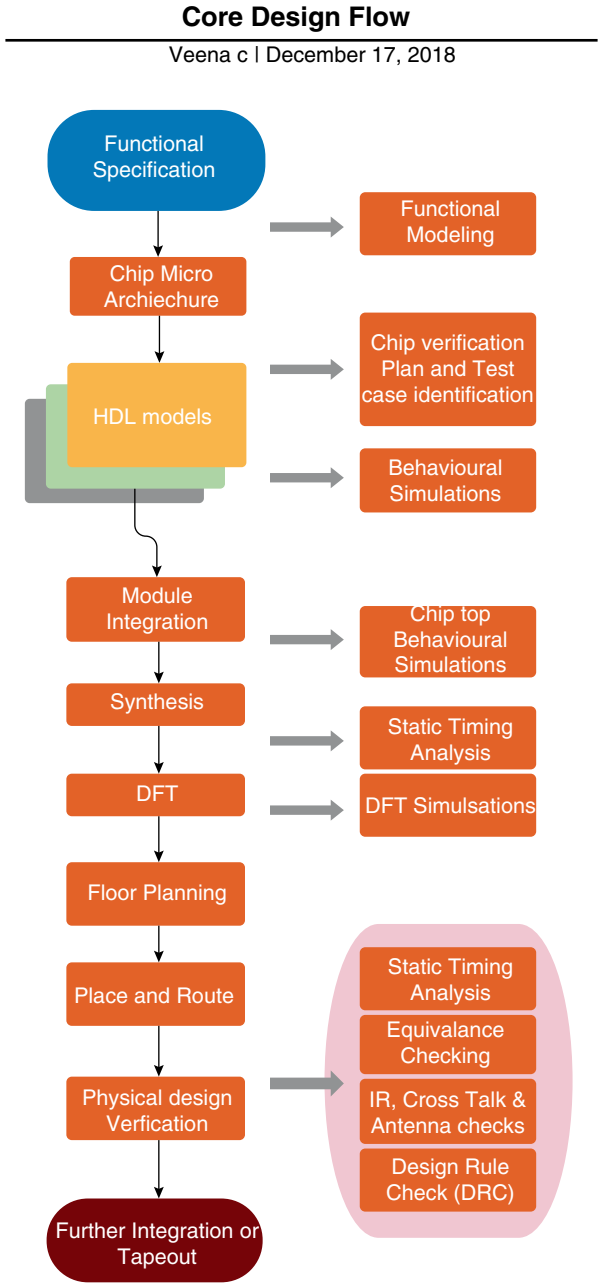 Core Design Flow
Veena c | December 17, 2018
Functional
Specification
Functional
Modeling
Chip Micro
Archiechure
Chip verification
Plan and Test
case identification
HDL models
Behavioural
Simulations
Module
Integration
Chip top
Behavioural
Simulations
Synthesis
Static Timing
Analysis
DFT
DFT Simulsations
Floor Planning
Place and Route
Static Timing
Analysis
Equivalance
Checking
Physical design
Verfication
IR, Cross Talk &
Antenna checks
Design Rule
Check (DRC)
Further Integration or
Tapeout